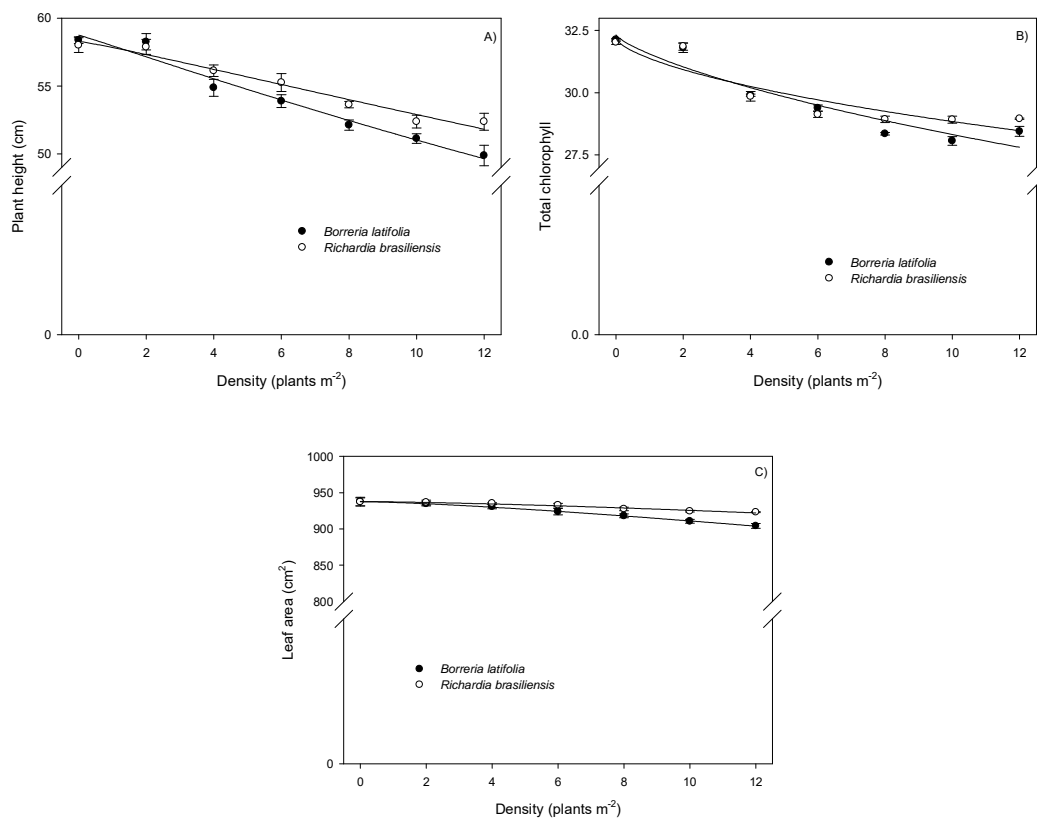 A)
60
55
50
0
Plant height (cm)
Borreria latifolia
Richardia brasiliensis
0 2 4 6 8 10 12
Density (plants m-2)
B)
32.5
30.0
27.5
0.0
Total chlorophyll
Borreria latifolia
Richardia brasiliensis
0 2 4 6 8 10 12
Density (plants m-2)
C)
1000
950
900
850
800
0
Leaf area (cm2)
Borreria latifolia
Richardia brasiliensis
0 2 4 6 8 10 12
Density (plants m-2)